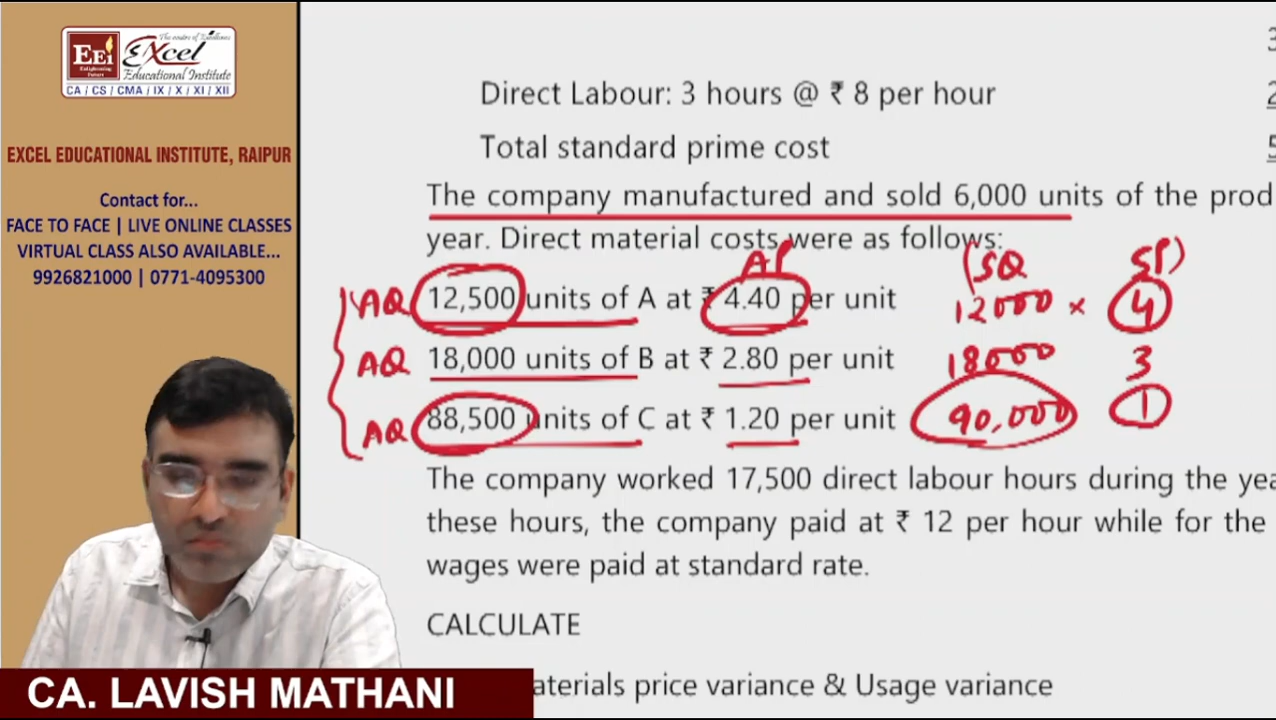 The centre of Excellence
EEi
Enlightening Future
Excel
Educational Institute
CA / CS / CMA / IX / X / XI / XII
EXCEL EDUCATIONAL INSTITUTE, RAIPUR
Contact for...
FACE TO FACE | LIVE ONLINE CLASSES
VIRTUAL CLASS ALSO AVAILABLE...
9926821000 | 0771-4095300
Direct Labour: 3 hours @ ₹ 8 per hour
Total standard prime cost
The company manufactured and sold 6,000 units of the prod
year. Direct material costs were as follows:
AP (SQ SP)
AQ 12,500 units of A at ₹ 4.40 per unit 12000 × 4
AQ 18,000 units of B at ₹ 2.80 per unit 18000 3
AQ 88,500 units of C at ₹ 1.20 per unit 90,000 1
The company worked 17,500 direct labour hours during the yea
these hours, the company paid at ₹ 12 per hour while for the
wages were paid at standard rate.
CALCULATE
aterials price variance & Usage variance
CA. LAVISH MATHANI